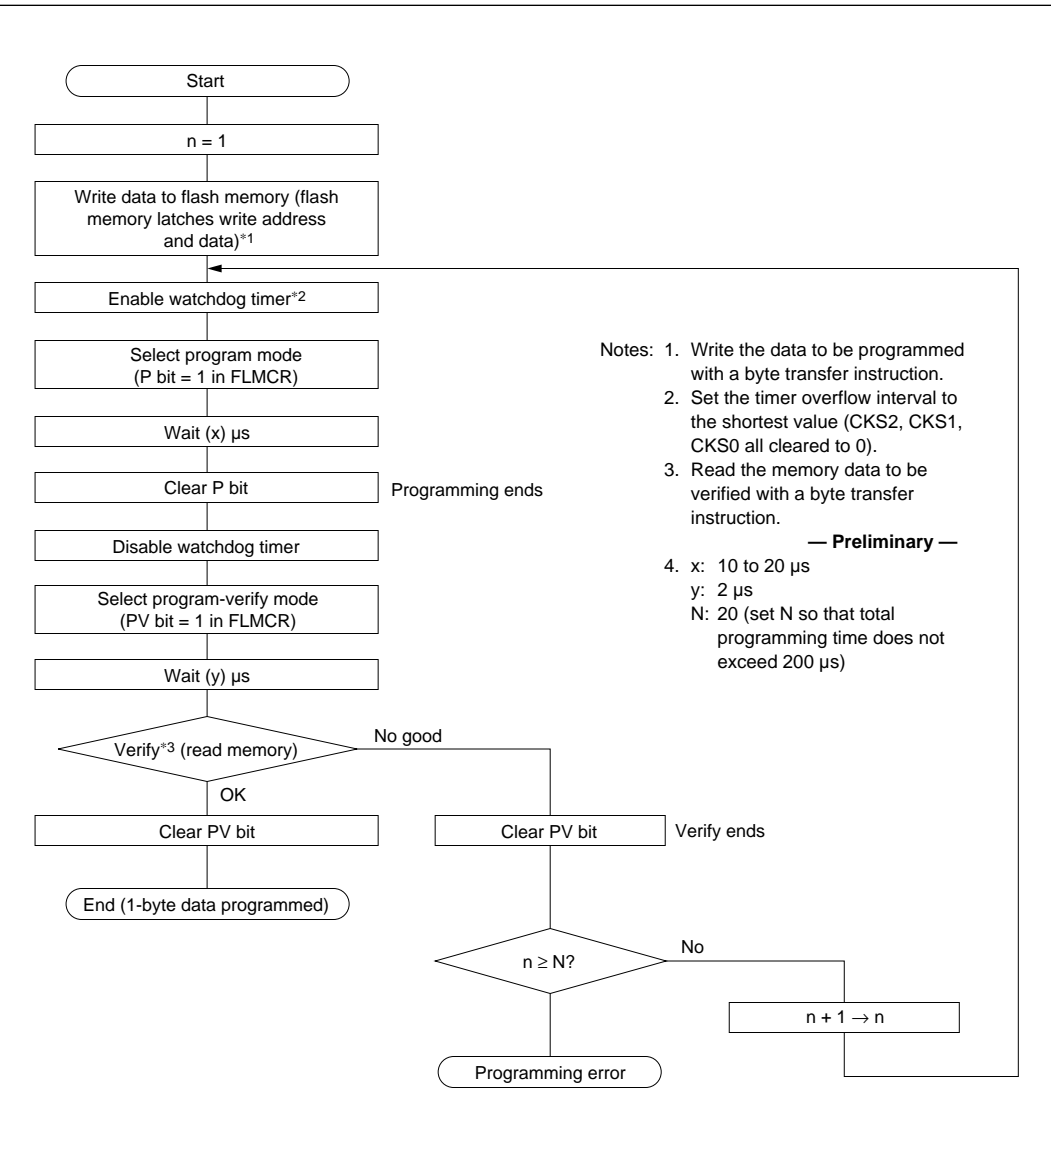 Start
n = 1
Write data to flash memory (flash
memory latches write address
and data)*1
Enable watchdog timer*2
Select program mode
(P bit = 1 in FLMCR)
Wait (x) µs
Clear P bit
Programming ends
Disable watchdog timer
Select program-verify mode
(PV bit = 1 in FLMCR)
Wait (y) µs
Verify*3 (read memory)
No good
OK
Clear PV bit
End (1-byte data programmed)
Clear PV bit
Verify ends
n ≥ N?
No
n + 1 → n
Programming error
Notes: 1. Write the data to be programmed
with a byte transfer instruction.
2. Set the timer overflow interval to
the shortest value (CKS2, CKS1,
CKS0 all cleared to 0).
3. Read the memory data to be
verified with a byte transfer
instruction.
— Preliminary —
4. x: 10 to 20 µs
y: 2 µs
N: 20 (set N so that total
programming time does not
exceed 200 µs)